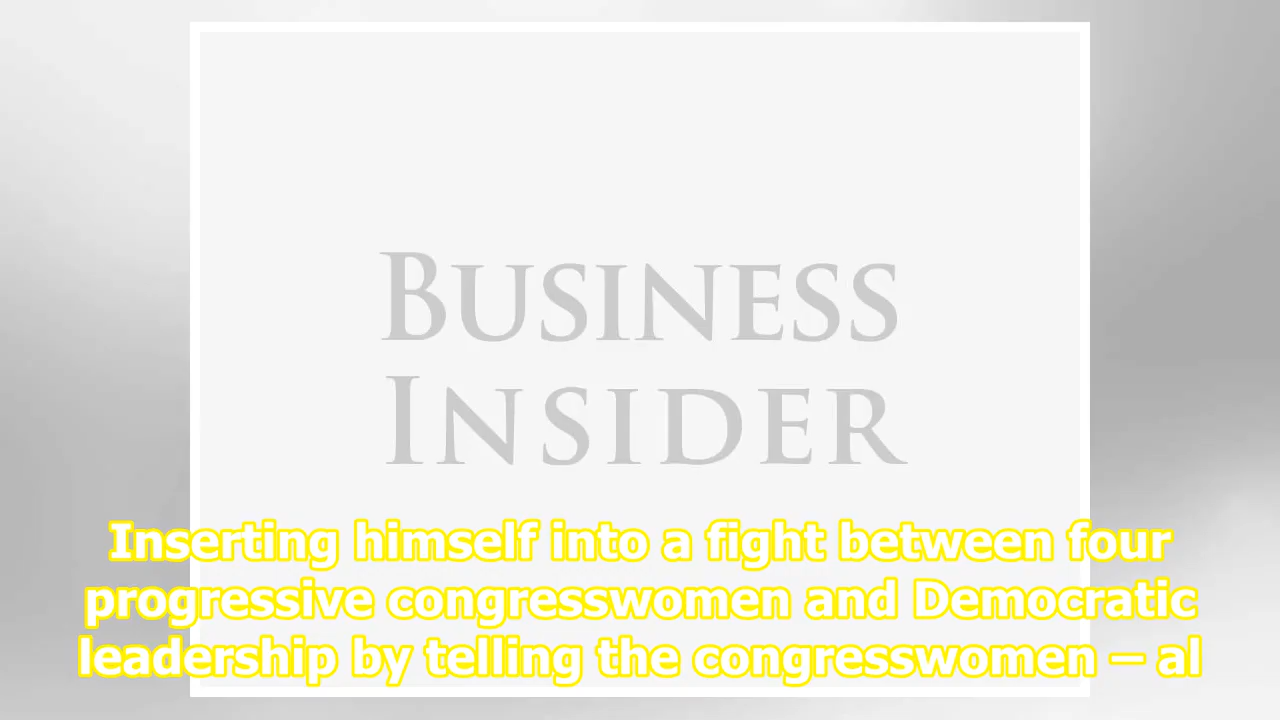 BUSINESS
INSIDER
Inserting himself into a fight between four
progressive congresswomen and Democratic
leadership by telling the congresswomen – al